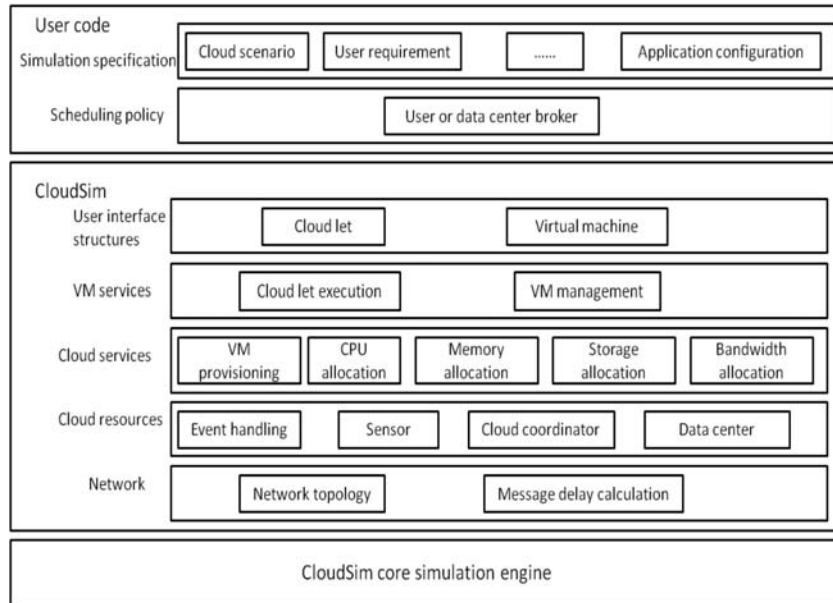 User code
Simulation specification
Cloud scenario
User requirement
......
Application configuration
Scheduling policy
User or data center broker
CloudSim
User interface
structures
Cloud let
Virtual machine
VM services
Cloud let execution
VM management
Cloud services
VM
provisioning
CPU
allocation
Memory
allocation
Storage
allocation
Bandwidth
allocation
Cloud resources
Event handling
Sensor
Cloud coordinator
Data center
Network
Network topology
Message delay calculation
CloudSim core simulation engine